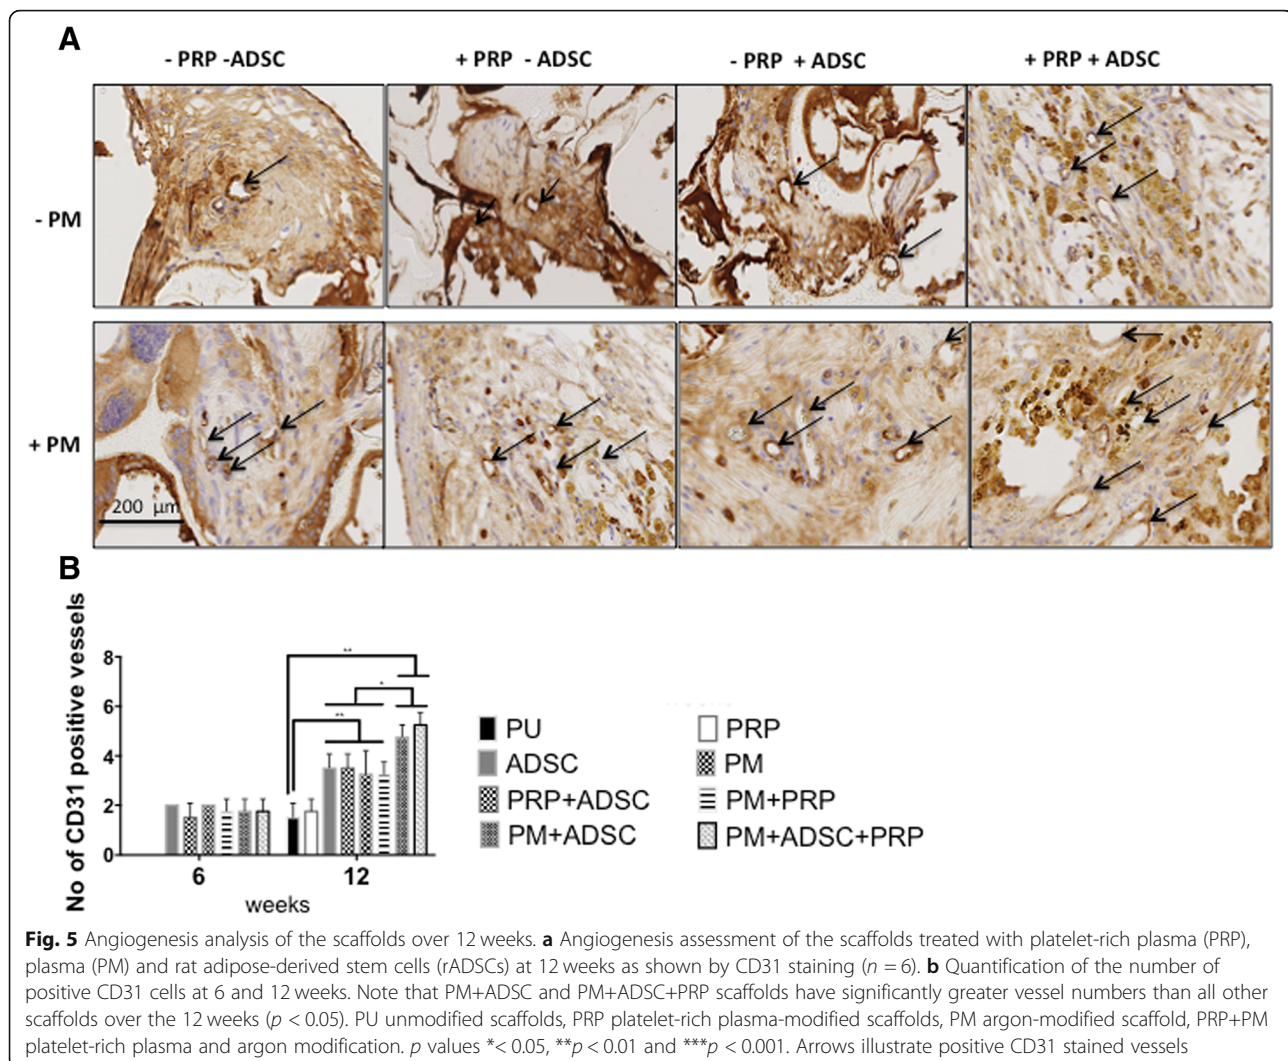 A
- PRP -ADSC
+ PRP - ADSC
- PRP + ADSC
+ PRP + ADSC
- PM
+ PM
200 μm
B
No of CD31 positive vessels
8
6
4
2
0
**
*
**
6
12
weeks
PU
PRP
ADSC
PM
PRP+ADSC
PM+PRP
PM+ADSC
PM+ADSC+PRP
Fig. 5 Angiogenesis analysis of the scaffolds over 12 weeks. a Angiogenesis assessment of the scaffolds treated with platelet-rich plasma (PRP),
plasma (PM) and rat adipose-derived stem cells (rADSCs) at 12 weeks as shown by CD31 staining (n = 6). b Quantification of the number of
positive CD31 cells at 6 and 12 weeks. Note that PM+ADSC and PM+ADSC+PRP scaffolds have significantly greater vessel numbers than all other
scaffolds over the 12 weeks (p < 0.05). PU unmodified scaffolds, PRP platelet-rich plasma-modified scaffolds, PM argon-modified scaffold, PRP+PM
platelet-rich plasma and argon modification. p values *< 0.05, **p < 0.01 and ***p < 0.001. Arrows illustrate positive CD31 stained vessels